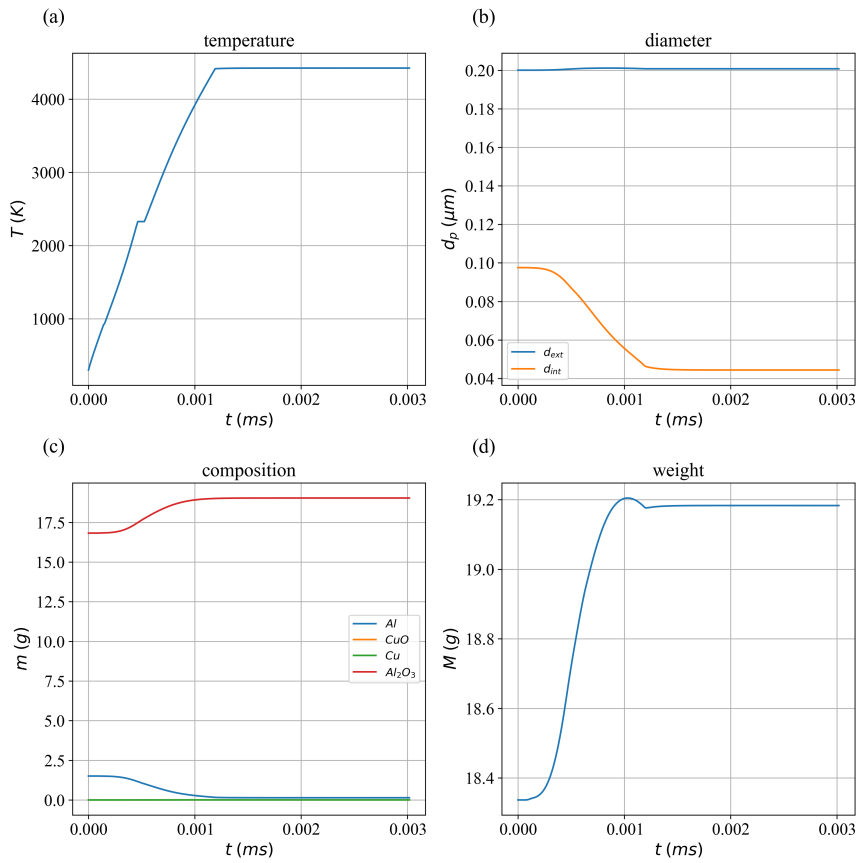 (a)
temperature
4000
3000
2000
1000
T (K)
0.000
0.001
0.002
0.003
t (ms)
(b)
diameter
0.20
0.18
0.16
0.14
0.12
0.10
0.08
0.06
0.04
d_p (μm)
d_ext
d_int
0.000
0.001
0.002
0.003
t (ms)
(c)
composition
17.5
15.0
12.5
10.0
7.5
5.0
2.5
0.0
m (g)
Al
CuO
Cu
Al₂O₃
0.000
0.001
0.002
0.003
t (ms)
(d)
weight
19.2
19.0
18.8
18.6
18.4
M (g)
0.000
0.001
0.002
0.003
t (ms)